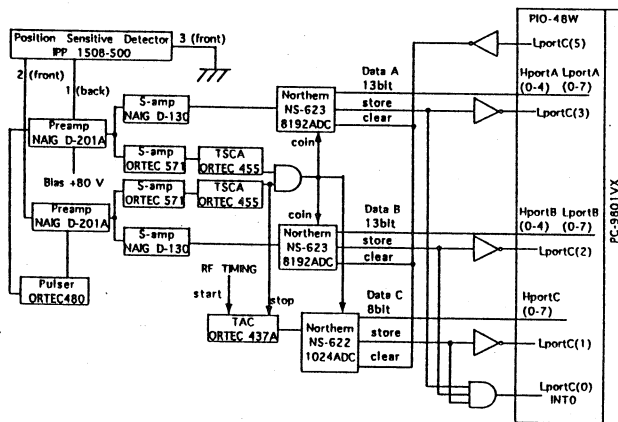 Position Sensitive Detector
IPP 1508-500
3 (front)
2 (front)
1 (back)
Preamp
NAIG D-201A
Bias +80 V
Preamp
NAIG D-201A
Pulser
ORTEC480
S-amp
NAIG D-130
S-amp
ORTEC 571
TSCA
ORTEC 455
S-amp
ORTEC 571
TSCA
ORTEC 455
S-amp
NAIG D-130
RF TIMING
start
stop
TAC
ORTEC 437A
Northern
NS-623
8192ADC
coin
coin
Northern
NS-623
8192ADC
Northern
NS-622
1024ADC
Data A
13bit
store
clear
Data B
13bit
store
clear
Data C
8bit
store
clear
PIO-48W
LportC(5)
HportA LportA
(0-4) (0-7)
LportC(3)
HportB LportB
(0-4) (0-7)
LportC(2)
HportC
(0-7)
LportC(1)
LportC(0)
INT0
PC-9801VX